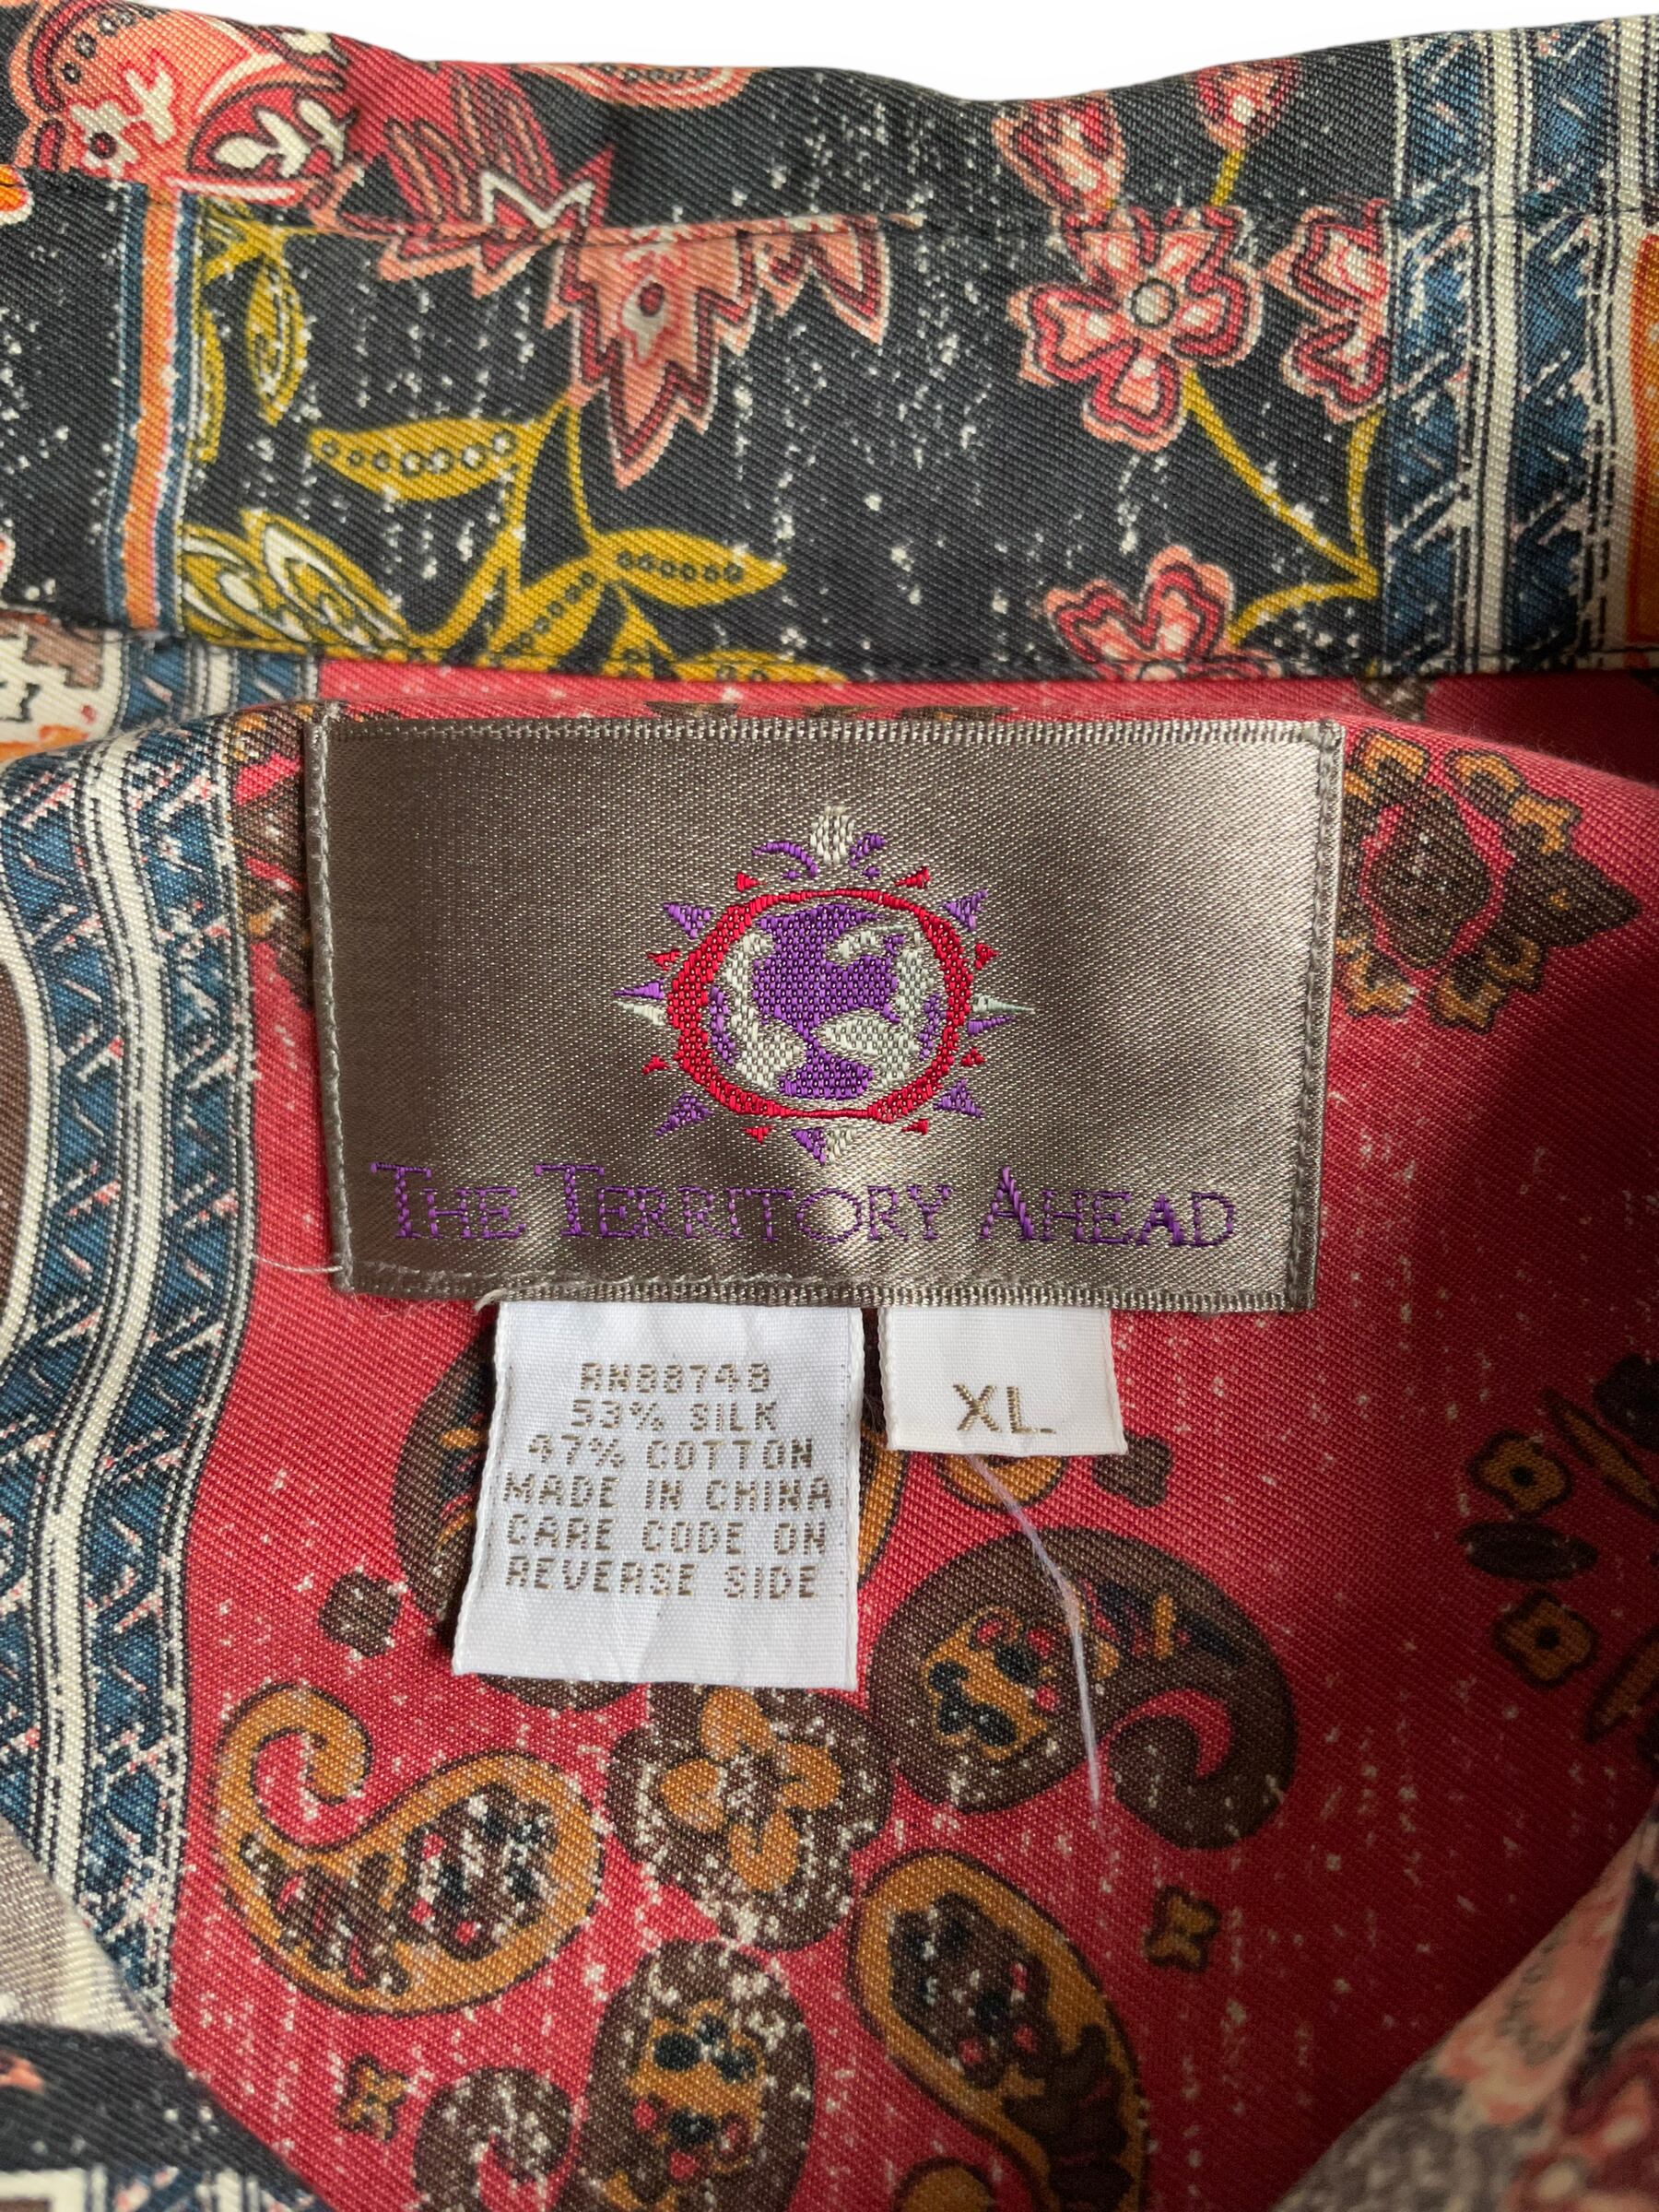 THE TERRITORY AHEAD
RN88748
53% SILK
47% COTTON
MADE IN CHINA
CARE CODE ON
REVERSE SIDE
XL